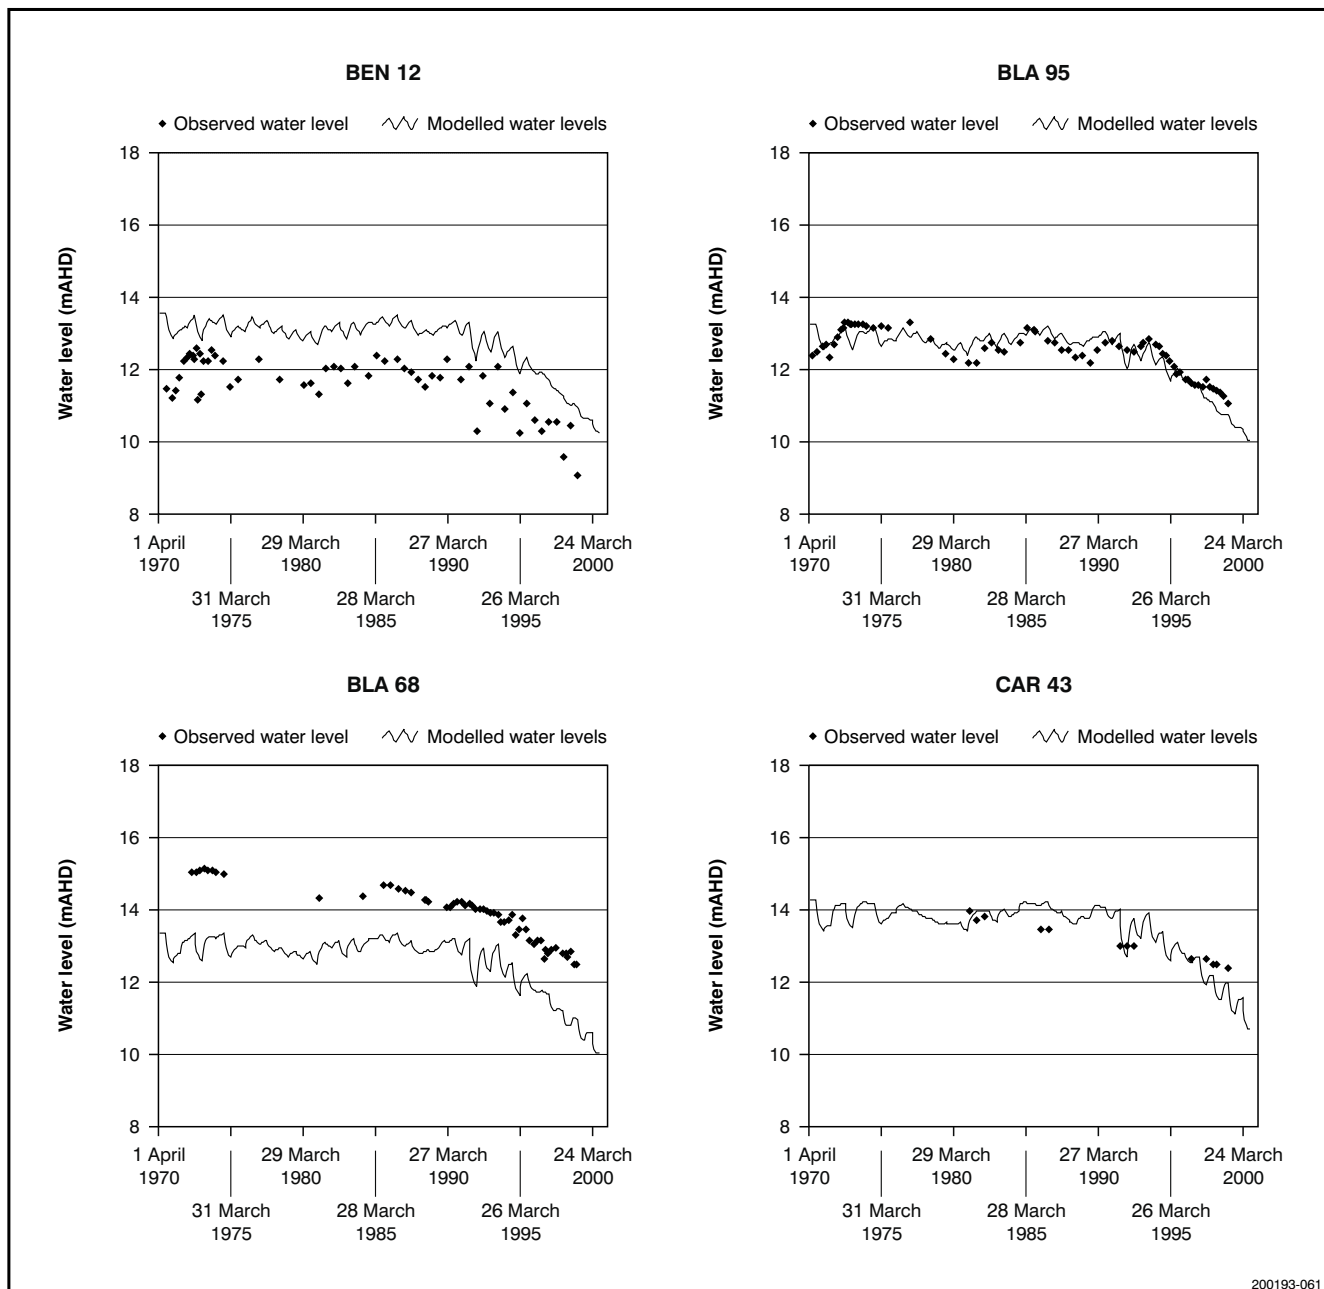 BEN 12
Observed water level Modelled water levels
Water level (mAHD)
18
16
14
12
10
8
1 April 1970
31 March 1975
29 March 1980
28 March 1985
27 March 1990
26 March 1995
24 March 2000
BLA 95
Observed water level Modelled water levels
Water level (mAHD)
18
16
14
12
10
8
1 April 1970
31 March 1975
29 March 1980
28 March 1985
27 March 1990
26 March 1995
24 March 2000
BLA 68
Observed water level Modelled water levels
Water level (mAHD)
18
16
14
12
10
8
1 April 1970
31 March 1975
29 March 1980
28 March 1985
27 March 1990
26 March 1995
24 March 2000
CAR 43
Observed water level Modelled water levels
Water level (mAHD)
18
16
14
12
10
8
1 April 1970
31 March 1975
29 March 1980
28 March 1985
27 March 1990
26 March 1995
24 March 2000
200193-061